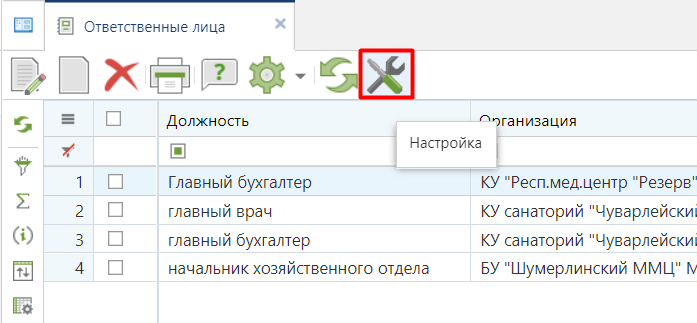 Ответственные лица
Должность Организация
Настройка
1 Главный бухгалтер КУ "Респ.мед.центр "Резерв"
2 главный врач КУ санаторий "Чуварлейский
3 главный бухгалтер КУ санаторий "Чуварлейский
4 начальник хозяйственного отдела БУ "Шумерлинский ММЦ" М